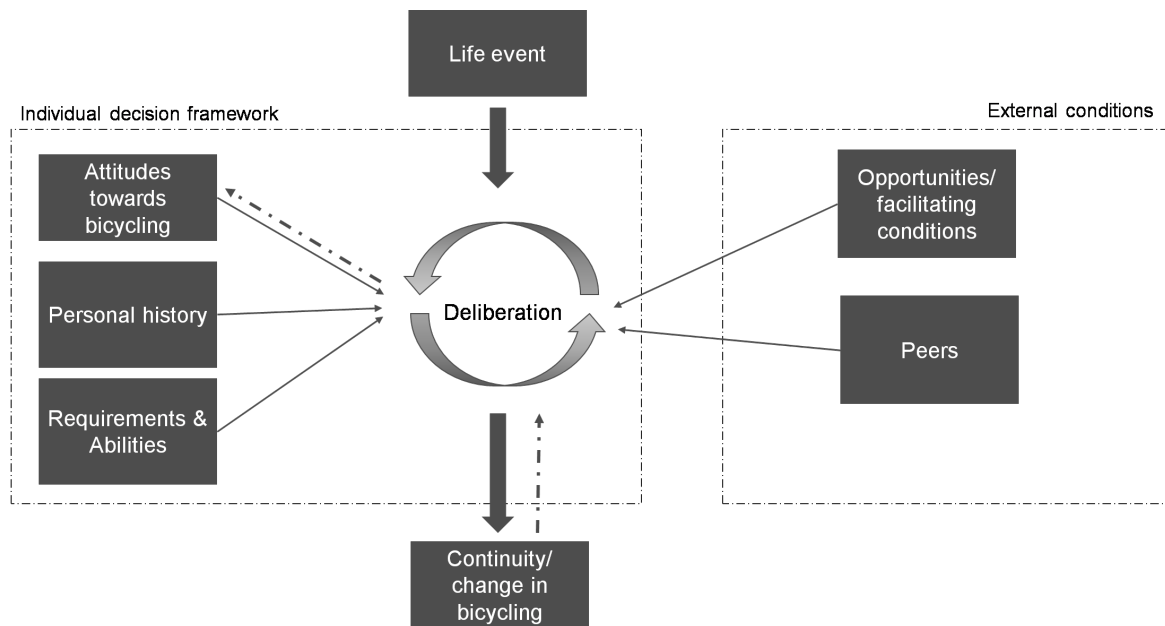 Life event
Individual decision framework
External conditions
Attitudes
towards
bicycling
Opportunities/
facilitating
conditions
Personal history
Deliberation
Peers
Requirements &
Abilities
Continuity/
change in
bicycling